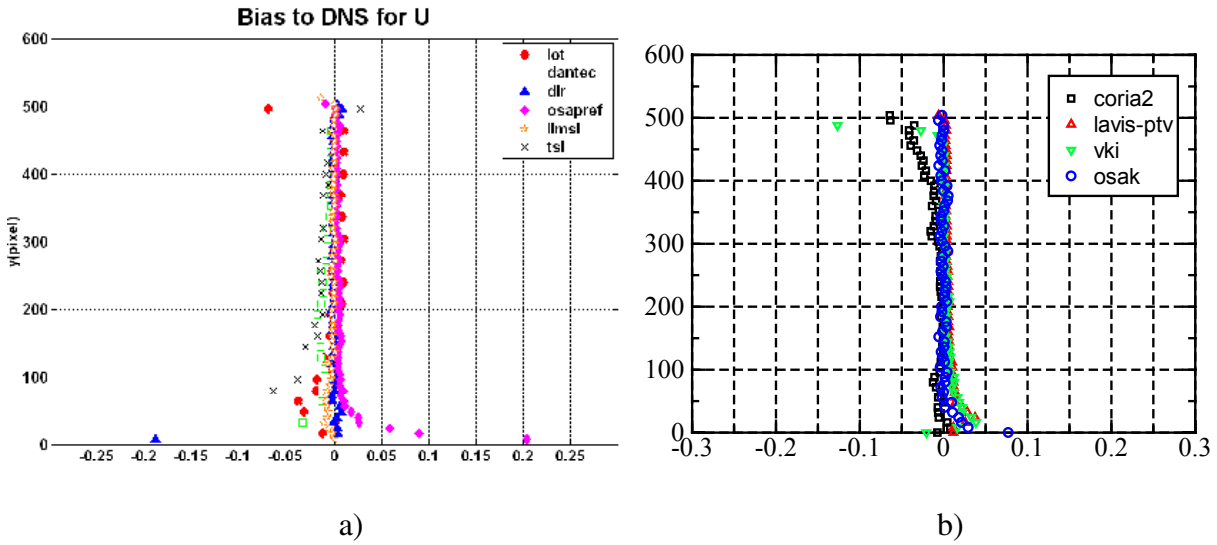 Bias to DNS for U
600
500
400
300
200
100
0
y(pixel)
-0.25 -0.2 -0.15 -0.1 -0.05 0 0.05 0.1 0.15 0.2 0.25
lot
dantec
dlr
osapref
llmsl
tsl
a)
600
500
400
300
200
100
0
-0.3 -0.2 -0.1 0 0.1 0.2 0.3
coria2
lavis-ptv
vki
osak
b)